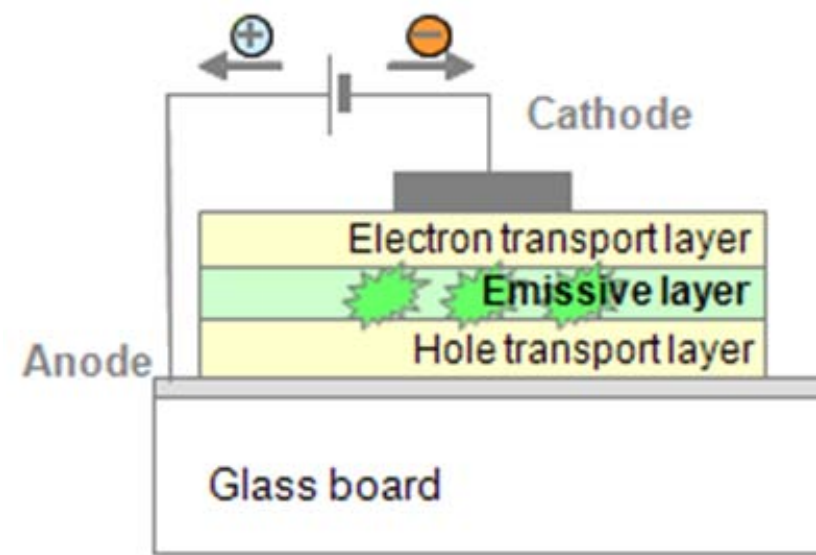 +
−
Cathode
Electron transport layer
Emissive layer
Hole transport layer
Anode
Glass board